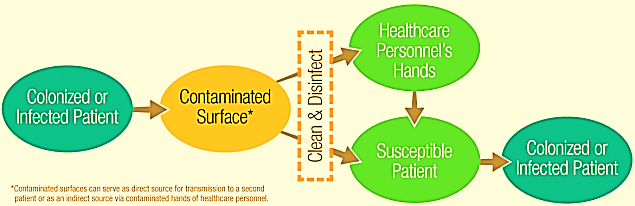 Colonized or
Infected Patient
Contaminated
Surface*
Clean & Disinfect
Healthcare
Personnel's
Hands
Susceptible
Patient
Colonized or
Infected Patient
*Contaminated surfaces can serve as direct source for transmission to a second
patient or as an indirect source via contaminated hands of healthcare personnel.